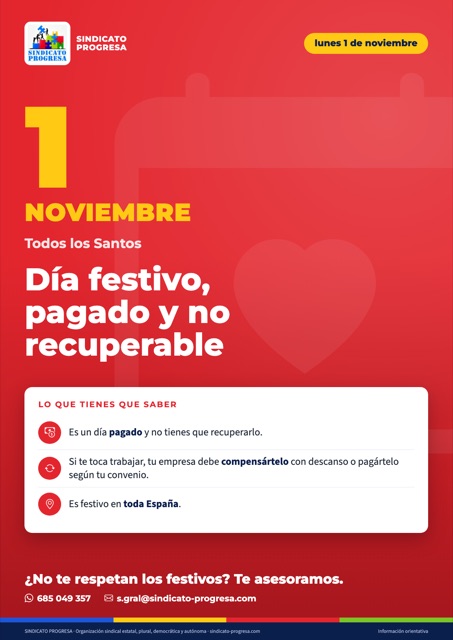 SINDICATO
PROGRESA
SINDICATO
PROGRESA
lunes 1 de noviembre
1
NOVIEMBRE
Todos los Santos
Día festivo,
pagado y no
recuperable
LO QUE TIENES QUE SABER
Es un día pagado y no tienes que recuperarlo.
Si te toca trabajar, tu empresa debe compensártelo con descanso o pagártelo
según tu convenio.
Es festivo en toda España.
¿No te respetan los festivos? Te asesoramos.
685 049 357 s.gral@sindicato-progresa.com
SINDICATO PROGRESA · Organización sindical estatal, plural, democrática y autónoma · sindicato-progresa.com
Información orientativa